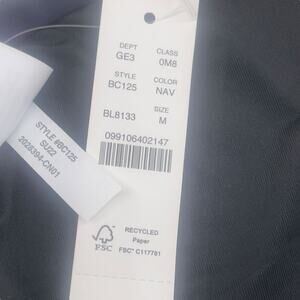 DEPT CLASS
GE3 0M8
STYLE COLOR
BC125 NAV
SIZE
BL8133 M
099106402147
STYLE #BC125
SU22
2028394-CN01
FSC
RECYCLED
Paper
FSC® C117781